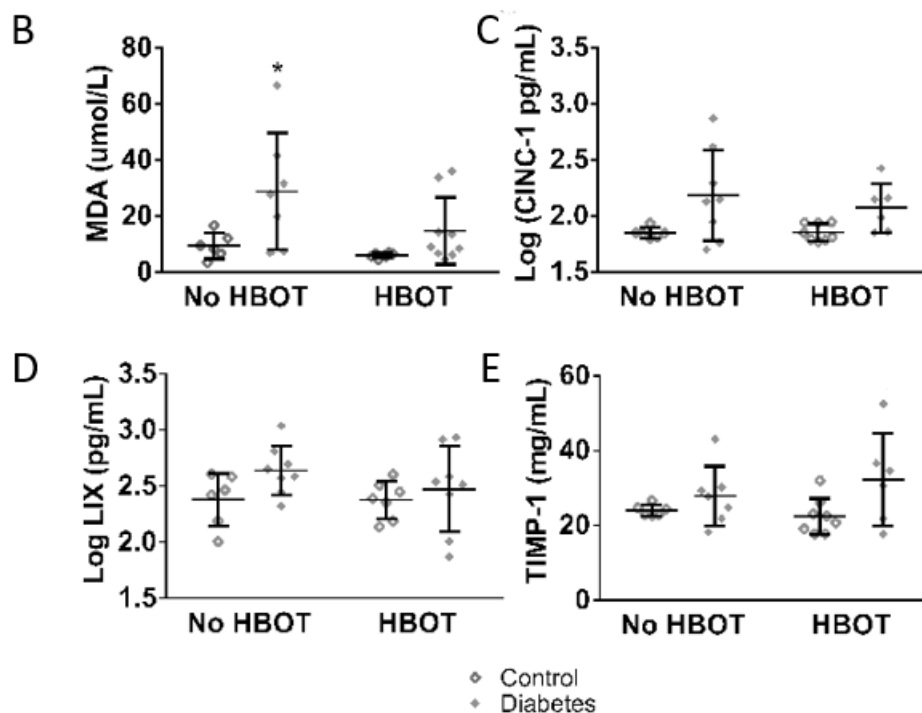 B
MDA (umol/L)
80
60
40
20
0
*
No HBOT
HBOT
C
Log (CINC-1 pg/mL)
3.5
3.0
2.5
2.0
1.5
No HBOT
HBOT
D
Log LIX (pg/mL)
3.5
3.0
2.5
2.0
1.5
No HBOT
HBOT
E
TIMP-1 (mg/mL)
60
40
20
0
No HBOT
HBOT
Control
Diabetes